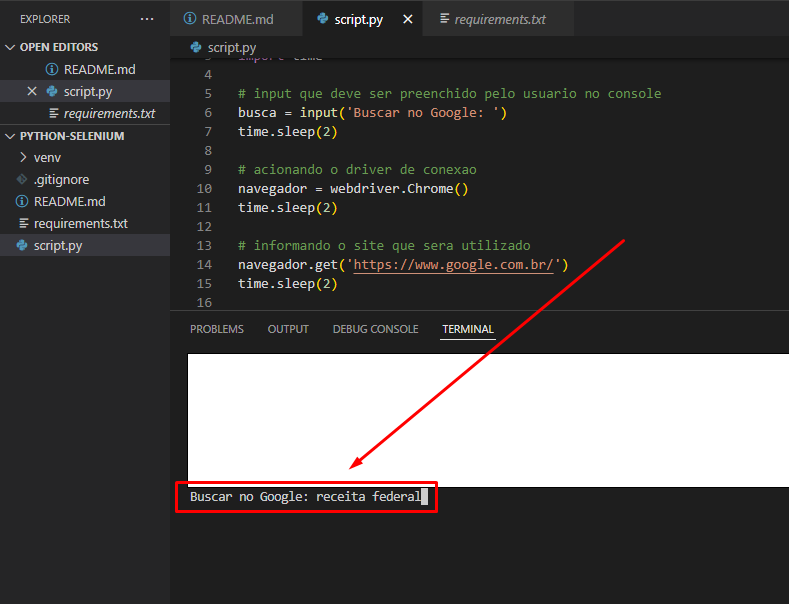 EXPLORER
OPEN EDITORS
README.md
script.py
requirements.txt
PYTHON-SELENIUM
venv
.gitignore
README.md
requirements.txt
script.py
README.md
script.py
requirements.txt
script.py
3 import time
4
5 # input que deve ser preenchido pelo usuario no console
6 busca = input('Buscar no Google: ')
7 time.sleep(2)
8
9 # acionando o driver de conexao
10 navegador = webdriver.Chrome()
11 time.sleep(2)
12
13 # informando o site que sera utilizado
14 navegador.get('https://www.google.com.br/')
15 time.sleep(2)
16
PROBLEMS OUTPUT DEBUG CONSOLE TERMINAL
Buscar no Google: receita federal